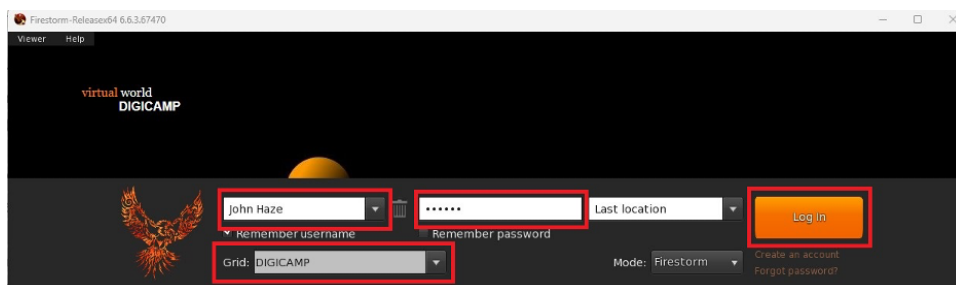 Firestorm-Releasex64 6.6.3.67470
Viewer Help
virtual world
DIGICAMP
John Haze
••••••
Last location
Log In
Remember username
Remember password
Grid: DIGICAMP
Mode: Firestorm
Create an account
Forgot password?